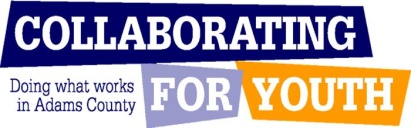 COLLABORATING
Doing what works
in Adams County
FOR YOUTH